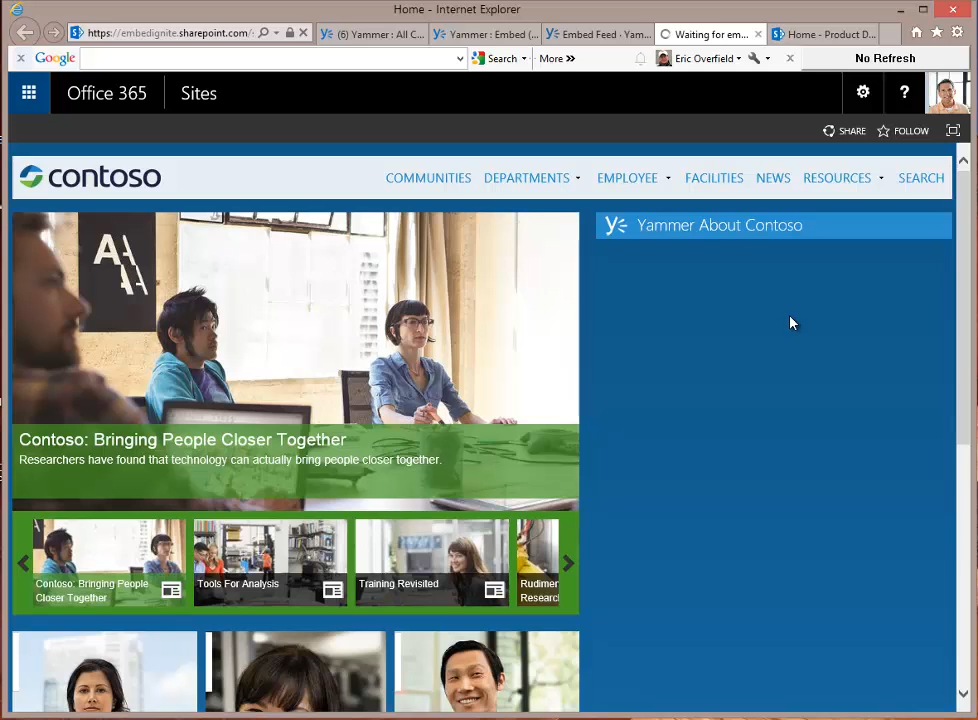 Home - Internet Explorer
https://embedignite.sharepoint.com/:
(6) Yammer : All C...
Yammer : Embed (...
Embed Feed · Yam...
Waiting for em...
Home - Product D...
Google
Search
More »
Eric Overfield
No Refresh
Office 365
Sites
?
SHARE
FOLLOW
contoso
COMMUNITIES
DEPARTMENTS
EMPLOYEE
FACILITIES
NEWS
RESOURCES
SEARCH
Yammer About Contoso
Contoso: Bringing People Closer Together
Researchers have found that technology can actually bring people closer together.
Contoso: Bringing People
Closer Together
Tools For Analysis
Training Revisited
Rudimen
Research